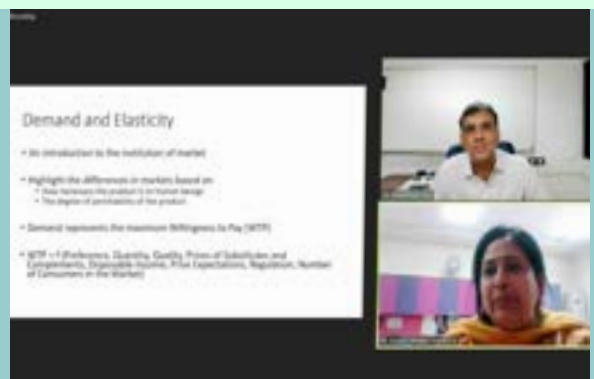 Demand and Elasticity
• An introduction to the institution of market
• Highlight the differences in markets based on
• How necessary the product is to human
• The degree of perishability of the product
• Demand represents the maximum Willingness to Pay (WTP)
• WTP = f (Preference, Quantity, Quality, Prices of Substitutes and
Complements, Disposable Income, Price Expectations, Regulation, Number
of Consumers in the Market)